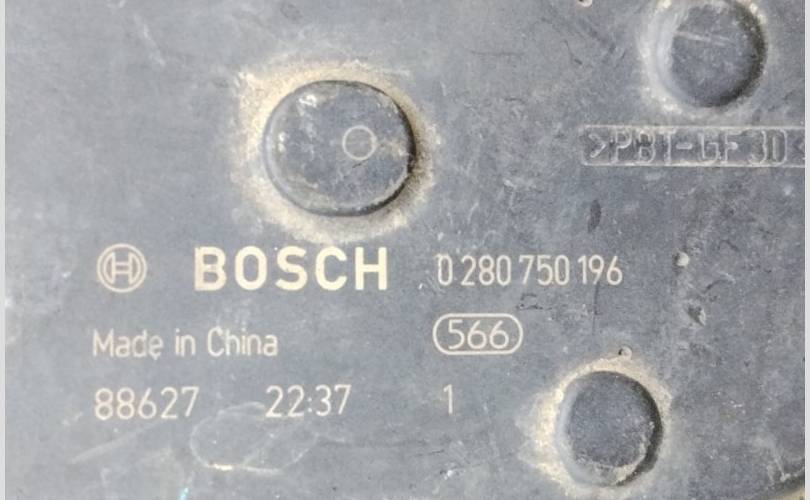 >PBT-GF30<
BOSCH 0 280 750 196
Made in China 566
88627 22:37 1